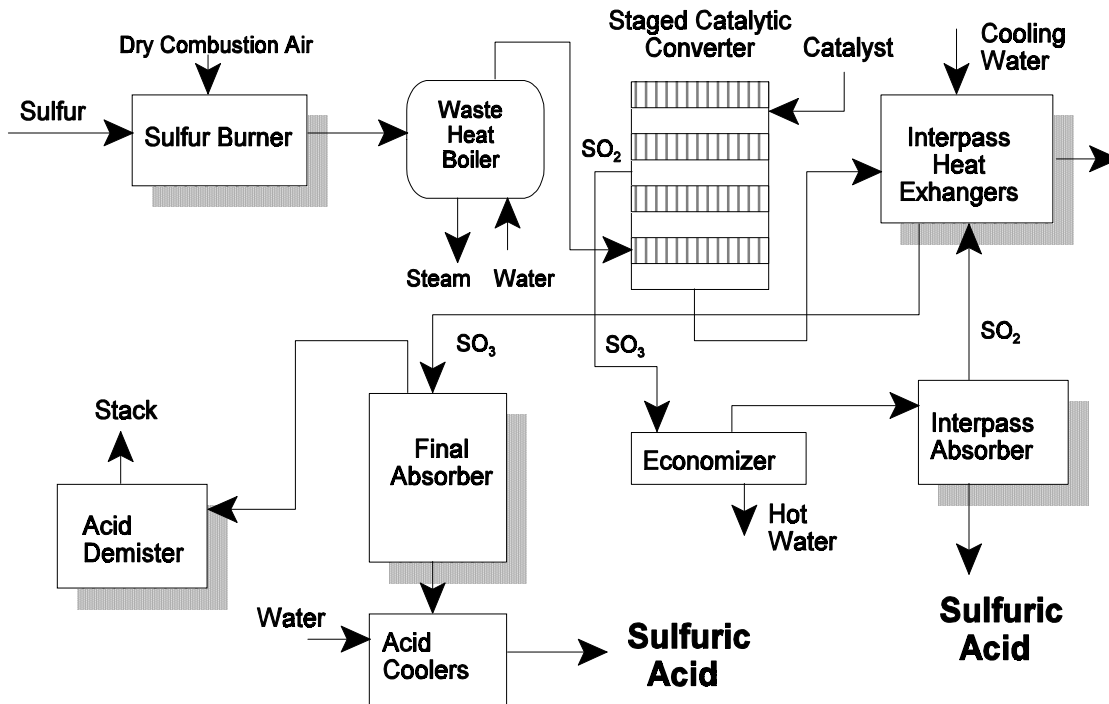 Dry Combustion Air
Sulfur
Sulfur Burner
Waste
Heat
Boiler
Steam
Water
Staged Catalytic
Converter
Catalyst
SO₂
Cooling
Water
Interpass
Heat
Exhangers
SO₃
SO₃
SO₂
Stack
Acid
Demister
Final
Absorber
Economizer
Hot
Water
Interpass
Absorber
Water
Acid
Coolers
Sulfuric
Acid
Sulfuric
Acid